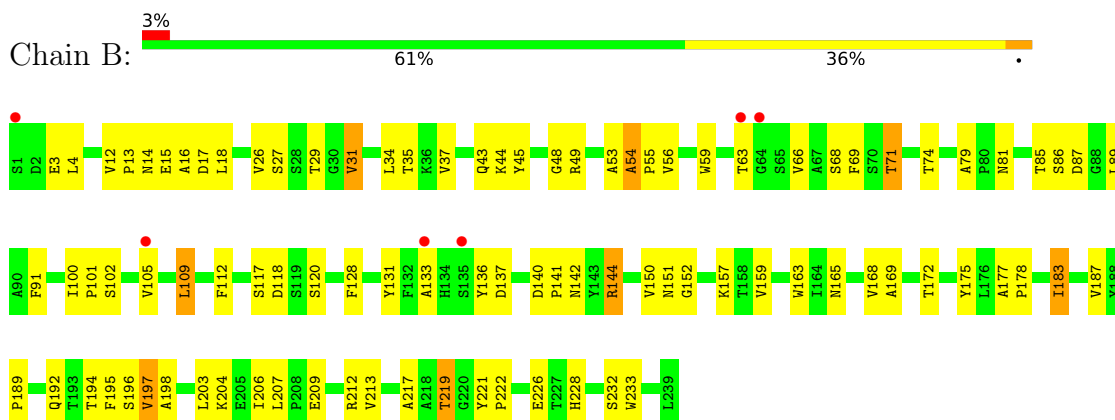 3%
Chain B:
61% 36% •
S1 D2 E3 L4 V12 P13 N14 E15 A16 D17 L18 V26 S27 S28 T29 G30 V31 L34 T35 K36 V37 Q43 K44 Y45 G48 R49 A53 A54 P55 V56 W59 T63 G64 S65 V66 A67 S68 F69 S70 T71 T74 A79 P80 N81 T85 S86 D87 G88 L89
A90 F91 I100 P101 S102 V105 L109 F112 S117 D118 S119 S120 F128 Y131 F132 A133 H134 S135 Y136 D137 D140 P141 N142 Y143 R144 V150 N151 G152 K157 T158 V159 W163 I164 N165 V168 A169 T172 Y175 L176 A177 P178 I183 V187 Y188
P189 Q192 T193 T194 F195 S196 V197 A198 L203 K204 E205 I206 L207 P208 E209 R212 V213 A217 A218 T219 G220 Y221 P222 E226 T227 H228 S232 W233 L239